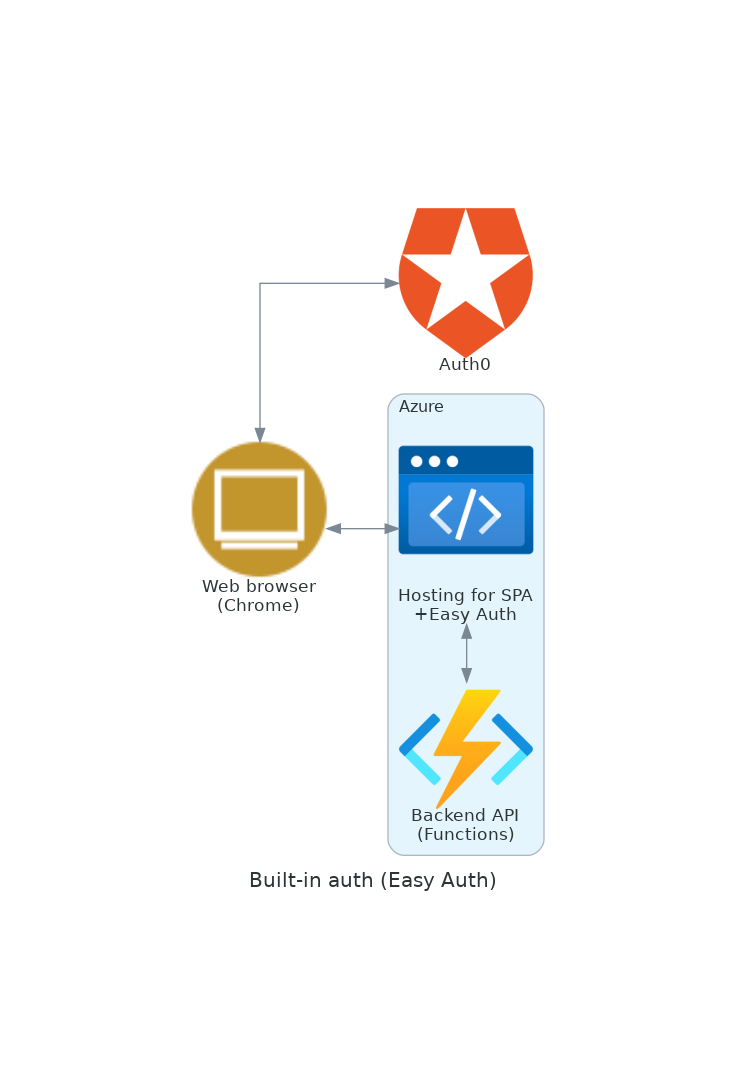 Auth0
Azure
Web browser
(Chrome)
Hosting for SPA
+Easy Auth
Backend API
(Functions)
Built-in auth (Easy Auth)